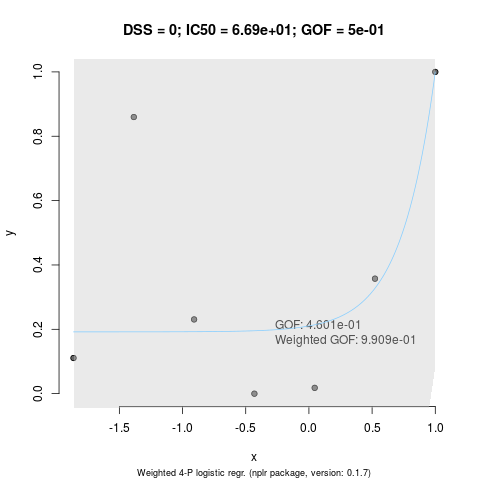 DSS = 0; IC50 = 6.69e+01; GOF = 5e-01
1.0
0.8
0.6
0.4
0.2
0.0
y
GOF: 4.601e-01
Weighted GOF: 9.909e-01
-1.5 -1.0 -0.5 0.0 0.5 1.0
x
Weighted 4-P logistic regr. (nplr package, version: 0.1.7)